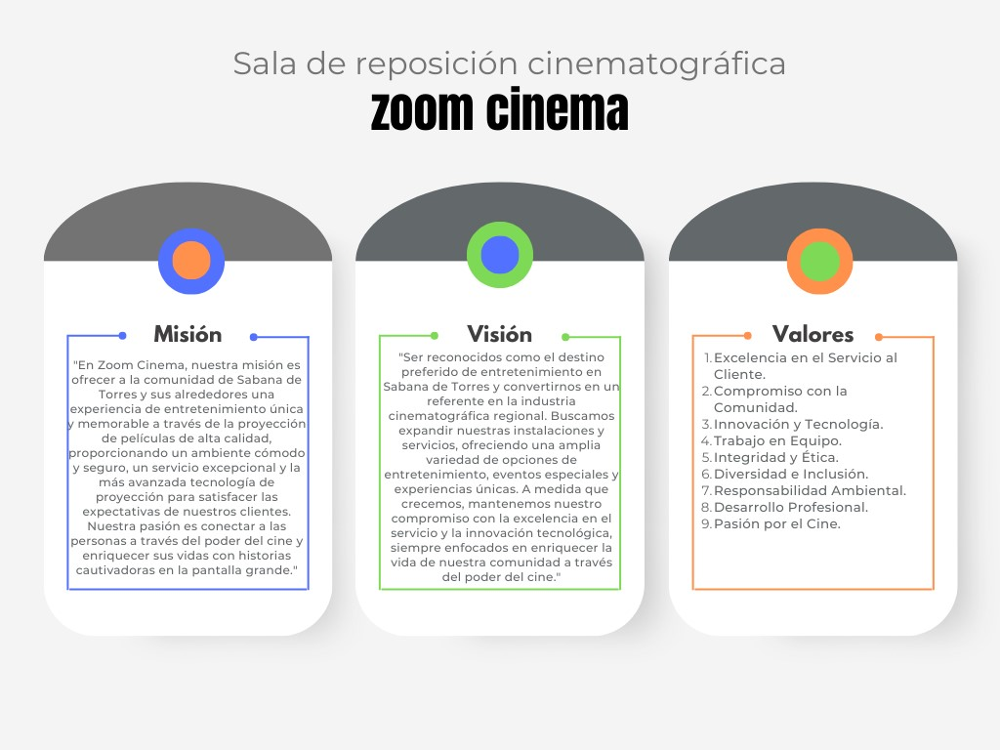 Sala de reposición cinematográfica
zoom cinema
Misión
"En Zoom Cinema, nuestra misión es
ofrecer a la comunidad de Sabana de
Torres y sus alrededores una
experiencia de entretenimiento única
y memorable a través de la proyección
de películas de alta calidad,
proporcionando un ambiente cómodo
y seguro, un servicio excepcional y la
más avanzada tecnología de
proyección para satisfacer las
expectativas de nuestros clientes.
Nuestra pasión es conectar a las
personas a través del poder del cine y
enriquecer sus vidas con historias
cautivadoras en la pantalla grande."
Visión
"Ser reconocidos como el destino
preferido de entretenimiento en
Sabana de Torres y convertirnos en un
referente en la industria
cinematográfica regional. Buscamos
expandir nuestras instalaciones y
servicios, ofreciendo una amplia
variedad de opciones de
entretenimiento, eventos especiales y
experiencias únicas. A medida que
crecemos, mantenemos nuestro
compromiso con la excelencia en el
servicio y la innovación tecnológica,
siempre enfocados en enriquecer la
vida de nuestra comunidad a través
del poder del cine."
Valores
1. Excelencia en el Servicio al
Cliente.
2. Compromiso con la
Comunidad.
3. Innovación y Tecnología.
4. Trabajo en Equipo.
5. Integridad y Ética.
6. Diversidad e Inclusión.
7. Responsabilidad Ambiental.
8. Desarrollo Profesional.
9. Pasión por el Cine.